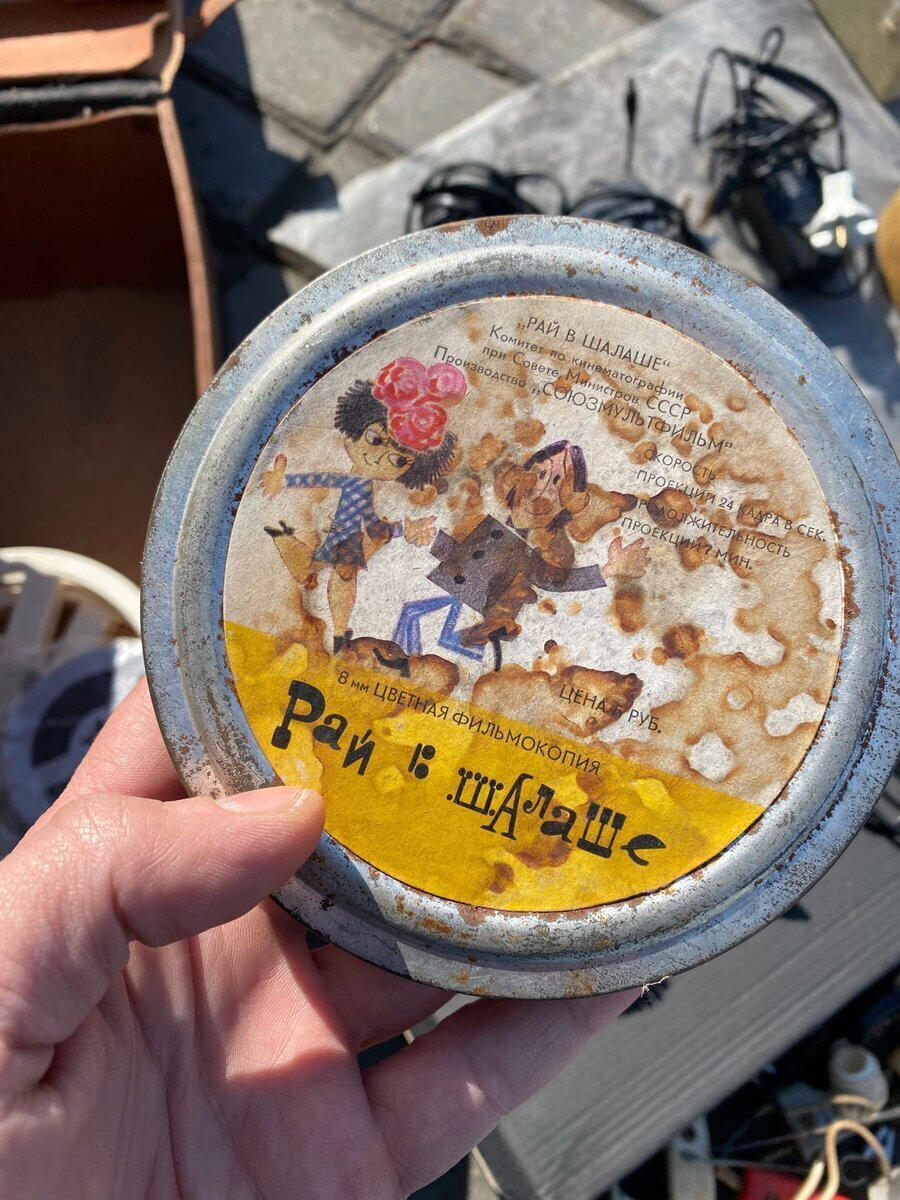 „РАЙ В ШАЛАШЕ“
Комитет по кинематографии
при Совете Министров СССР
Производство „СОЮЗМУЛЬТФИЛЬМ“
СКОРОСТЬ
ПРОЕКЦИИ 24 КАДРА В СЕК.
ПРОДОЛЖИТЕЛЬНОСТЬ
ПРОЕКЦИИ 7 МИН.
ЦЕНА 5 РУБ.
8 мм ЦВЕТНАЯ ФИЛЬМОКОПИЯ
Рай в шАлаШе